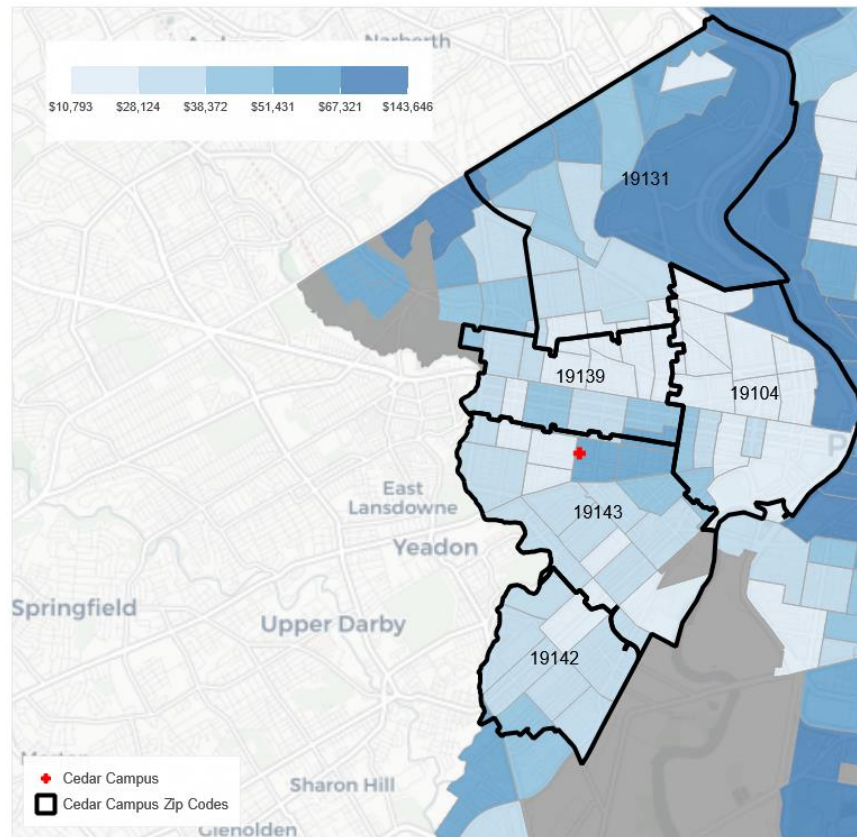 Narberth
$10,793 $28,124 $38,372 $51,431 $67,321 $143,646
19131
19139
19104
East
Lansdowne
19143
Yeadon
Springfield
Upper Darby
19142
Cedar Campus
Sharon Hill
Cedar Campus Zip Codes
Glenolden